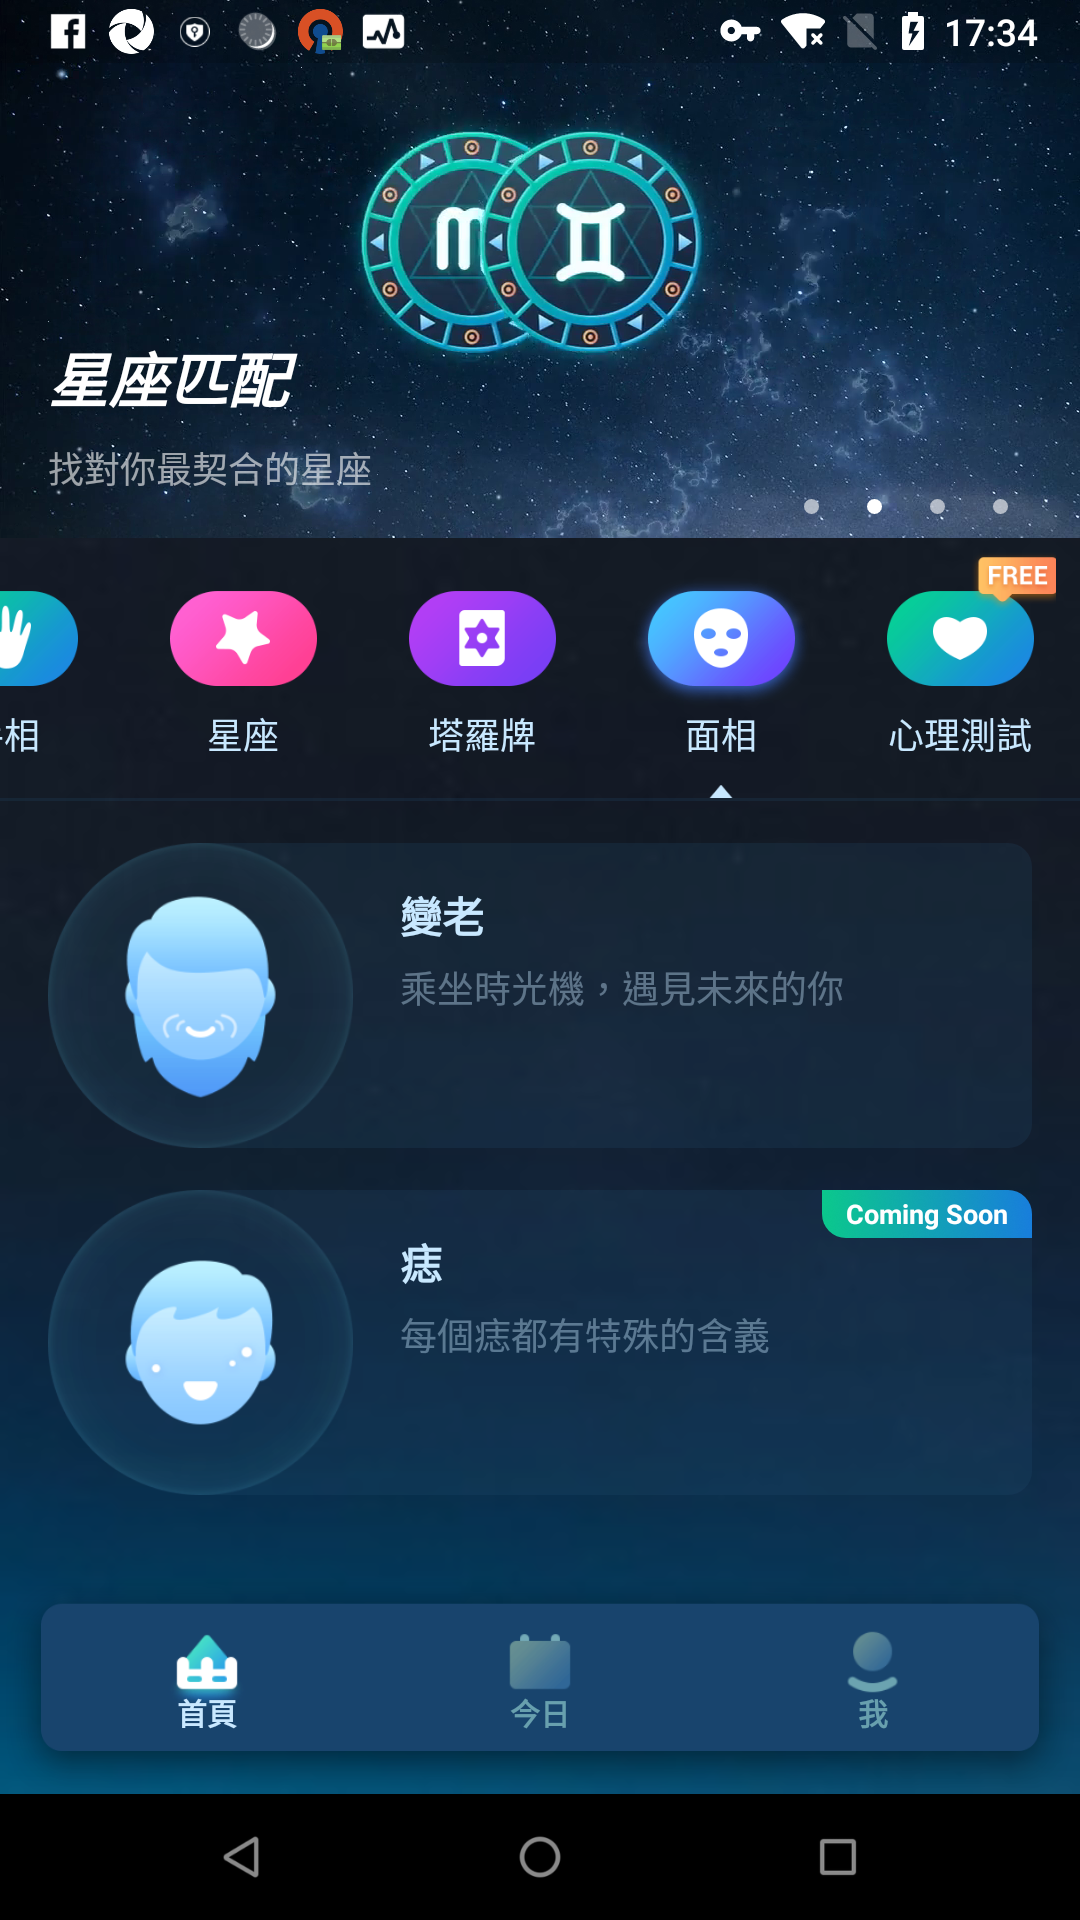 17:34
星座匹配
找對你最契合的星座
FREE
相
星座
塔羅牌
面相
心理測試
變老
乘坐時光機，遇見未來的你
Coming Soon
痣
每個痣都有特殊的含義
首頁
今日
我